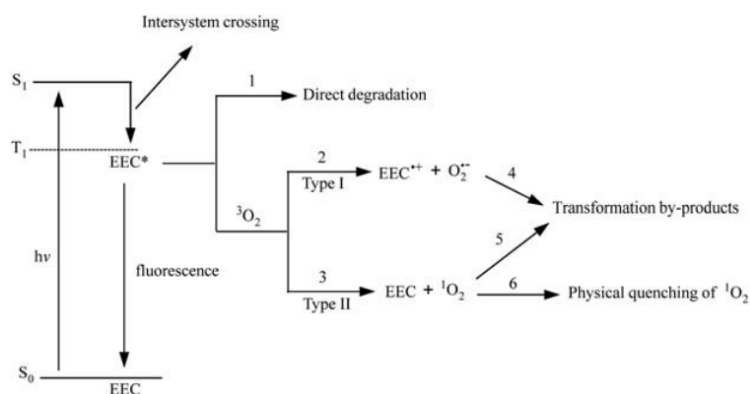 Intersystem crossing
S₁
1
Direct degradation
T₁
EEC*
2
EEC•⁺ + O₂•⁻
4
Type I
³O₂
Transformation by-products
5
hν
fluorescence
3
EEC + ¹O₂
6
Physical quenching of ¹O₂
Type II
S₀
EEC